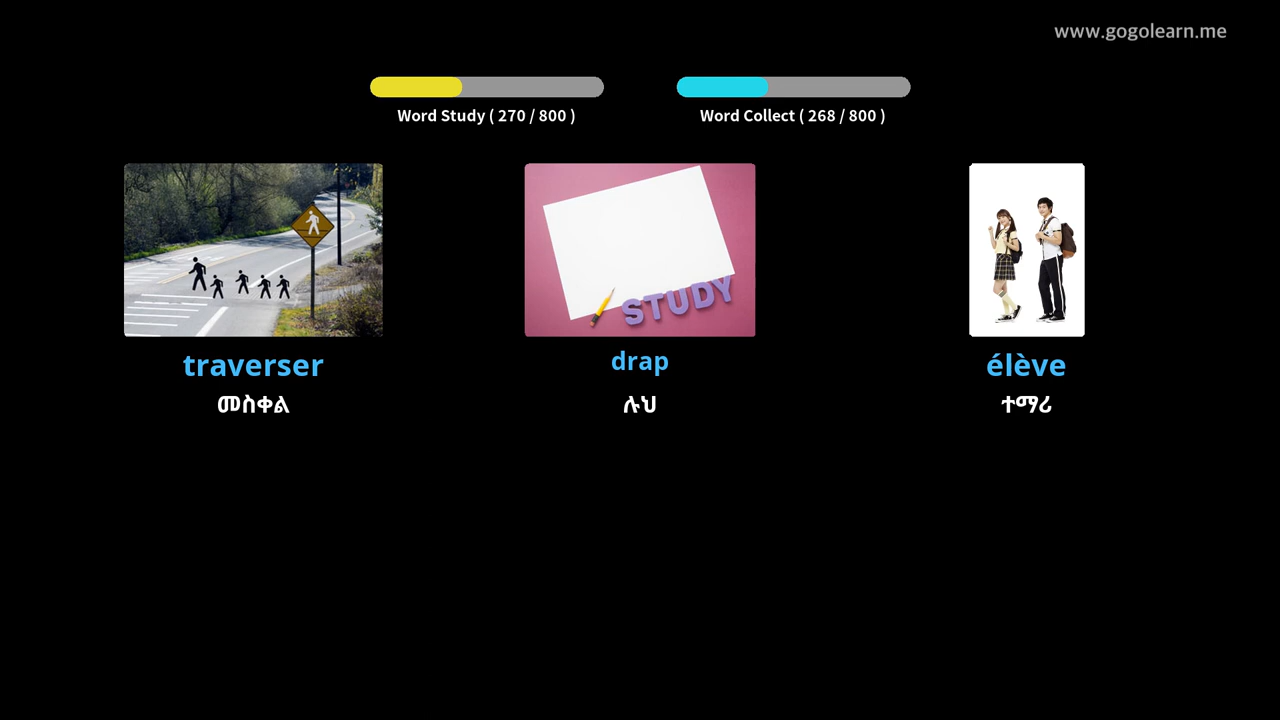 www.gogolearn.me
Word Study ( 270 / 800 )
Word Collect ( 268 / 800 )
STUDY
traverser
drap
élève
መስቀል
ሉህ
ተማሪ